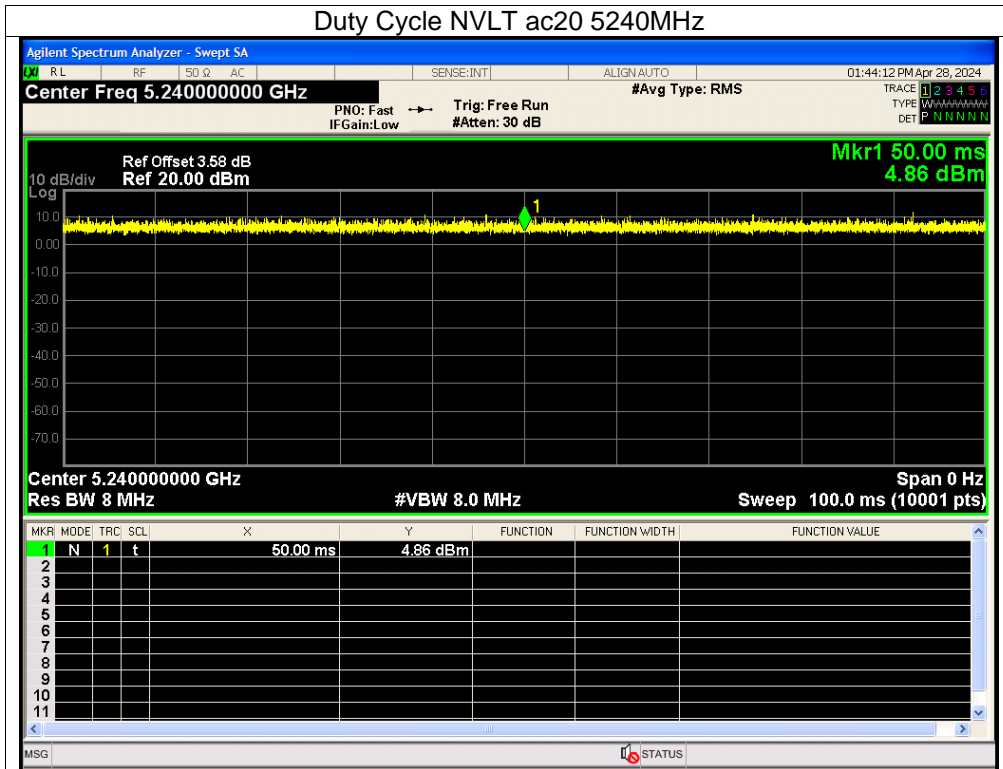 Duty Cycle NVLT ac20 5240MHz
Agilent Spectrum Analyzer - Swept SA
LXI RL RF 50 Ω AC SENSE:INT ALIGN AUTO 01:44:12 PM Apr 28, 2024
Center Freq 5.240000000 GHz #Avg Type: RMS TRACE 1 2 3 4 5 6
PNO: Fast Trig: Free Run TYPE WWWWWW
IFGain:Low #Atten: 30 dB DET P N N N N N
Mkr1 50.00 ms
Ref Offset 3.58 dB
10 dB/div Ref 20.00 dBm 4.86 dBm
Log
1
10.0
0.00
-10.0
-20.0
-30.0
-40.0
-50.0
-60.0
-70.0
Center 5.240000000 GHz Span 0 Hz
Res BW 8 MHz #VBW 8.0 MHz Sweep 100.0 ms (10001 pts)
MKR MODE TRC SCL X Y FUNCTION FUNCTION WIDTH FUNCTION VALUE
1 N 1 t 50.00 ms 4.86 dBm
2
3
4
5
6
7
8
9
10
11
MSG STATUS